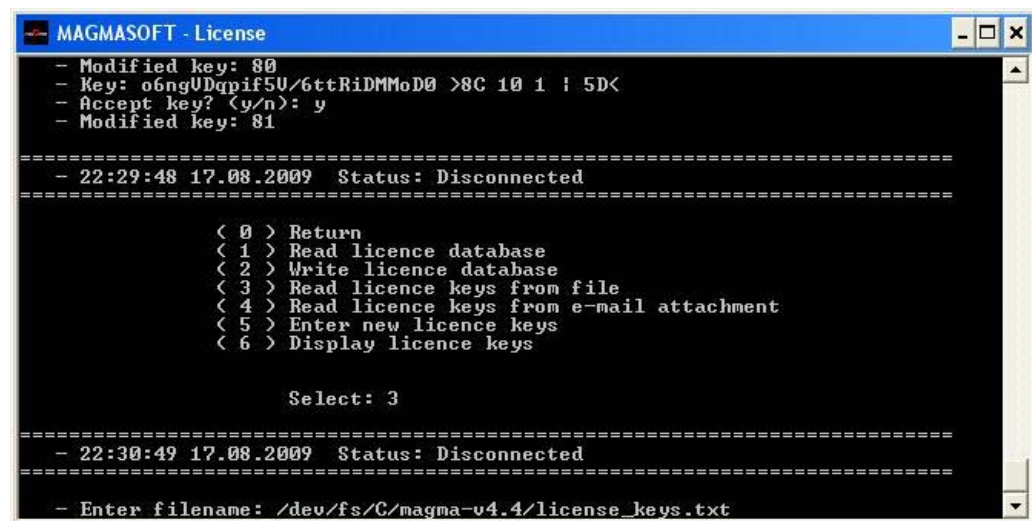 MAGMASOFT - License
- Modified key: 80
- Key: o6ngVDqpif5V/6ttRiDMMoD0 >8C 10 1 ¦ 5D<
- Accept key? (y/n): y
- Modified key: 81
================================================================================
- 22:29:48 17.08.2009 Status: Disconnected
================================================================================
( 0 ) Return
( 1 ) Read licence database
( 2 ) Write licence database
( 3 ) Read licence keys from file
( 4 ) Read licence keys from e-mail attachment
( 5 ) Enter new licence keys
( 6 ) Display licence keys
Select: 3
================================================================================
- 22:30:49 17.08.2009 Status: Disconnected
================================================================================
- Enter filename: /dev/fs/C/magma-v4.4/license_keys.txt